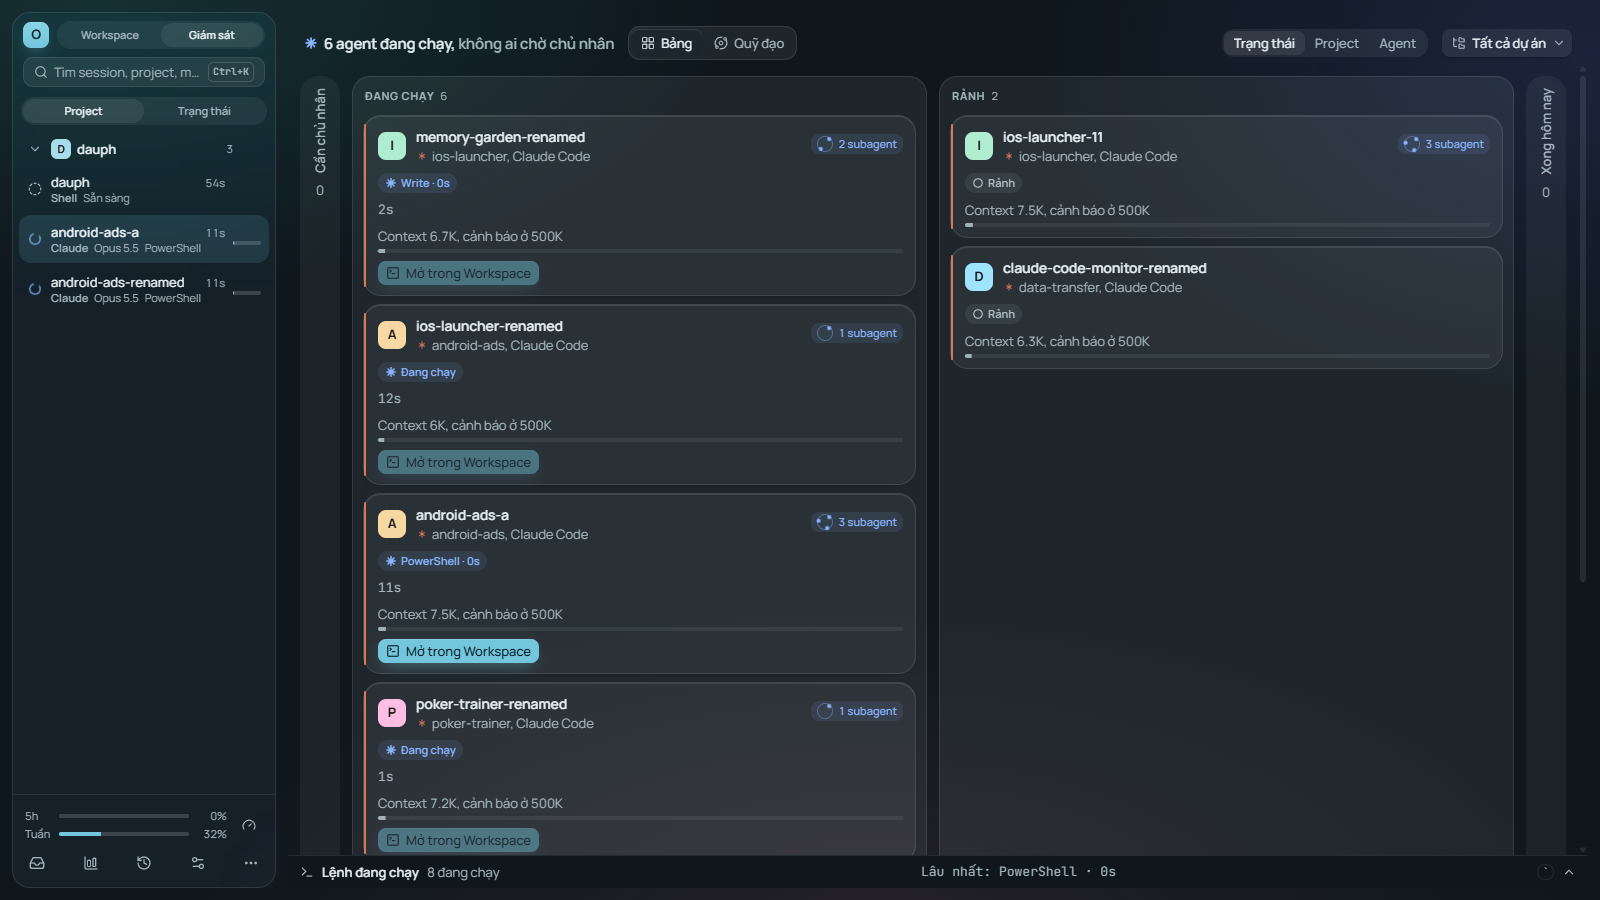 O Workspace Giám sát
Tìm session, project, m... Ctrl+K
Project Trạng thái
D dauph 3
dauph 54s
Shell Sẵn sàng
android-ads-a 11s
Claude Opus 5.5 PowerShell
android-ads-renamed 11s
Claude Opus 5.5 PowerShell
5h 0%
Tuần 32%
6 agent đang chạy, không ai chờ chủ nhân
Bảng Quỹ đạo
Trạng thái Project Agent Tất cả dự án
Cần chủ nhân 0
ĐANG CHẠY 6
I memory-garden-renamed 2 subagent
* ios-launcher, Claude Code
Write · 0s
2s
Context 6.7K, cảnh báo ở 500K
Mở trong Workspace
A ios-launcher-renamed 1 subagent
* android-ads, Claude Code
Đang chạy
12s
Context 6K, cảnh báo ở 500K
Mở trong Workspace
A android-ads-a 3 subagent
* android-ads, Claude Code
PowerShell · 0s
11s
Context 7.5K, cảnh báo ở 500K
Mở trong Workspace
P poker-trainer-renamed 1 subagent
* poker-trainer, Claude Code
Đang chạy
1s
Context 7.2K, cảnh báo ở 500K
Mở trong Workspace
RẢNH 2
I ios-launcher-11 3 subagent
* ios-launcher, Claude Code
Rảnh
Context 7.5K, cảnh báo ở 500K
D claude-code-monitor-renamed
* data-transfer, Claude Code
Rảnh
Context 6.3K, cảnh báo ở 500K
Xong hôm nay 0
Lệnh đang chạy 8 đang chạy
Lâu nhất: PowerShell · 0s